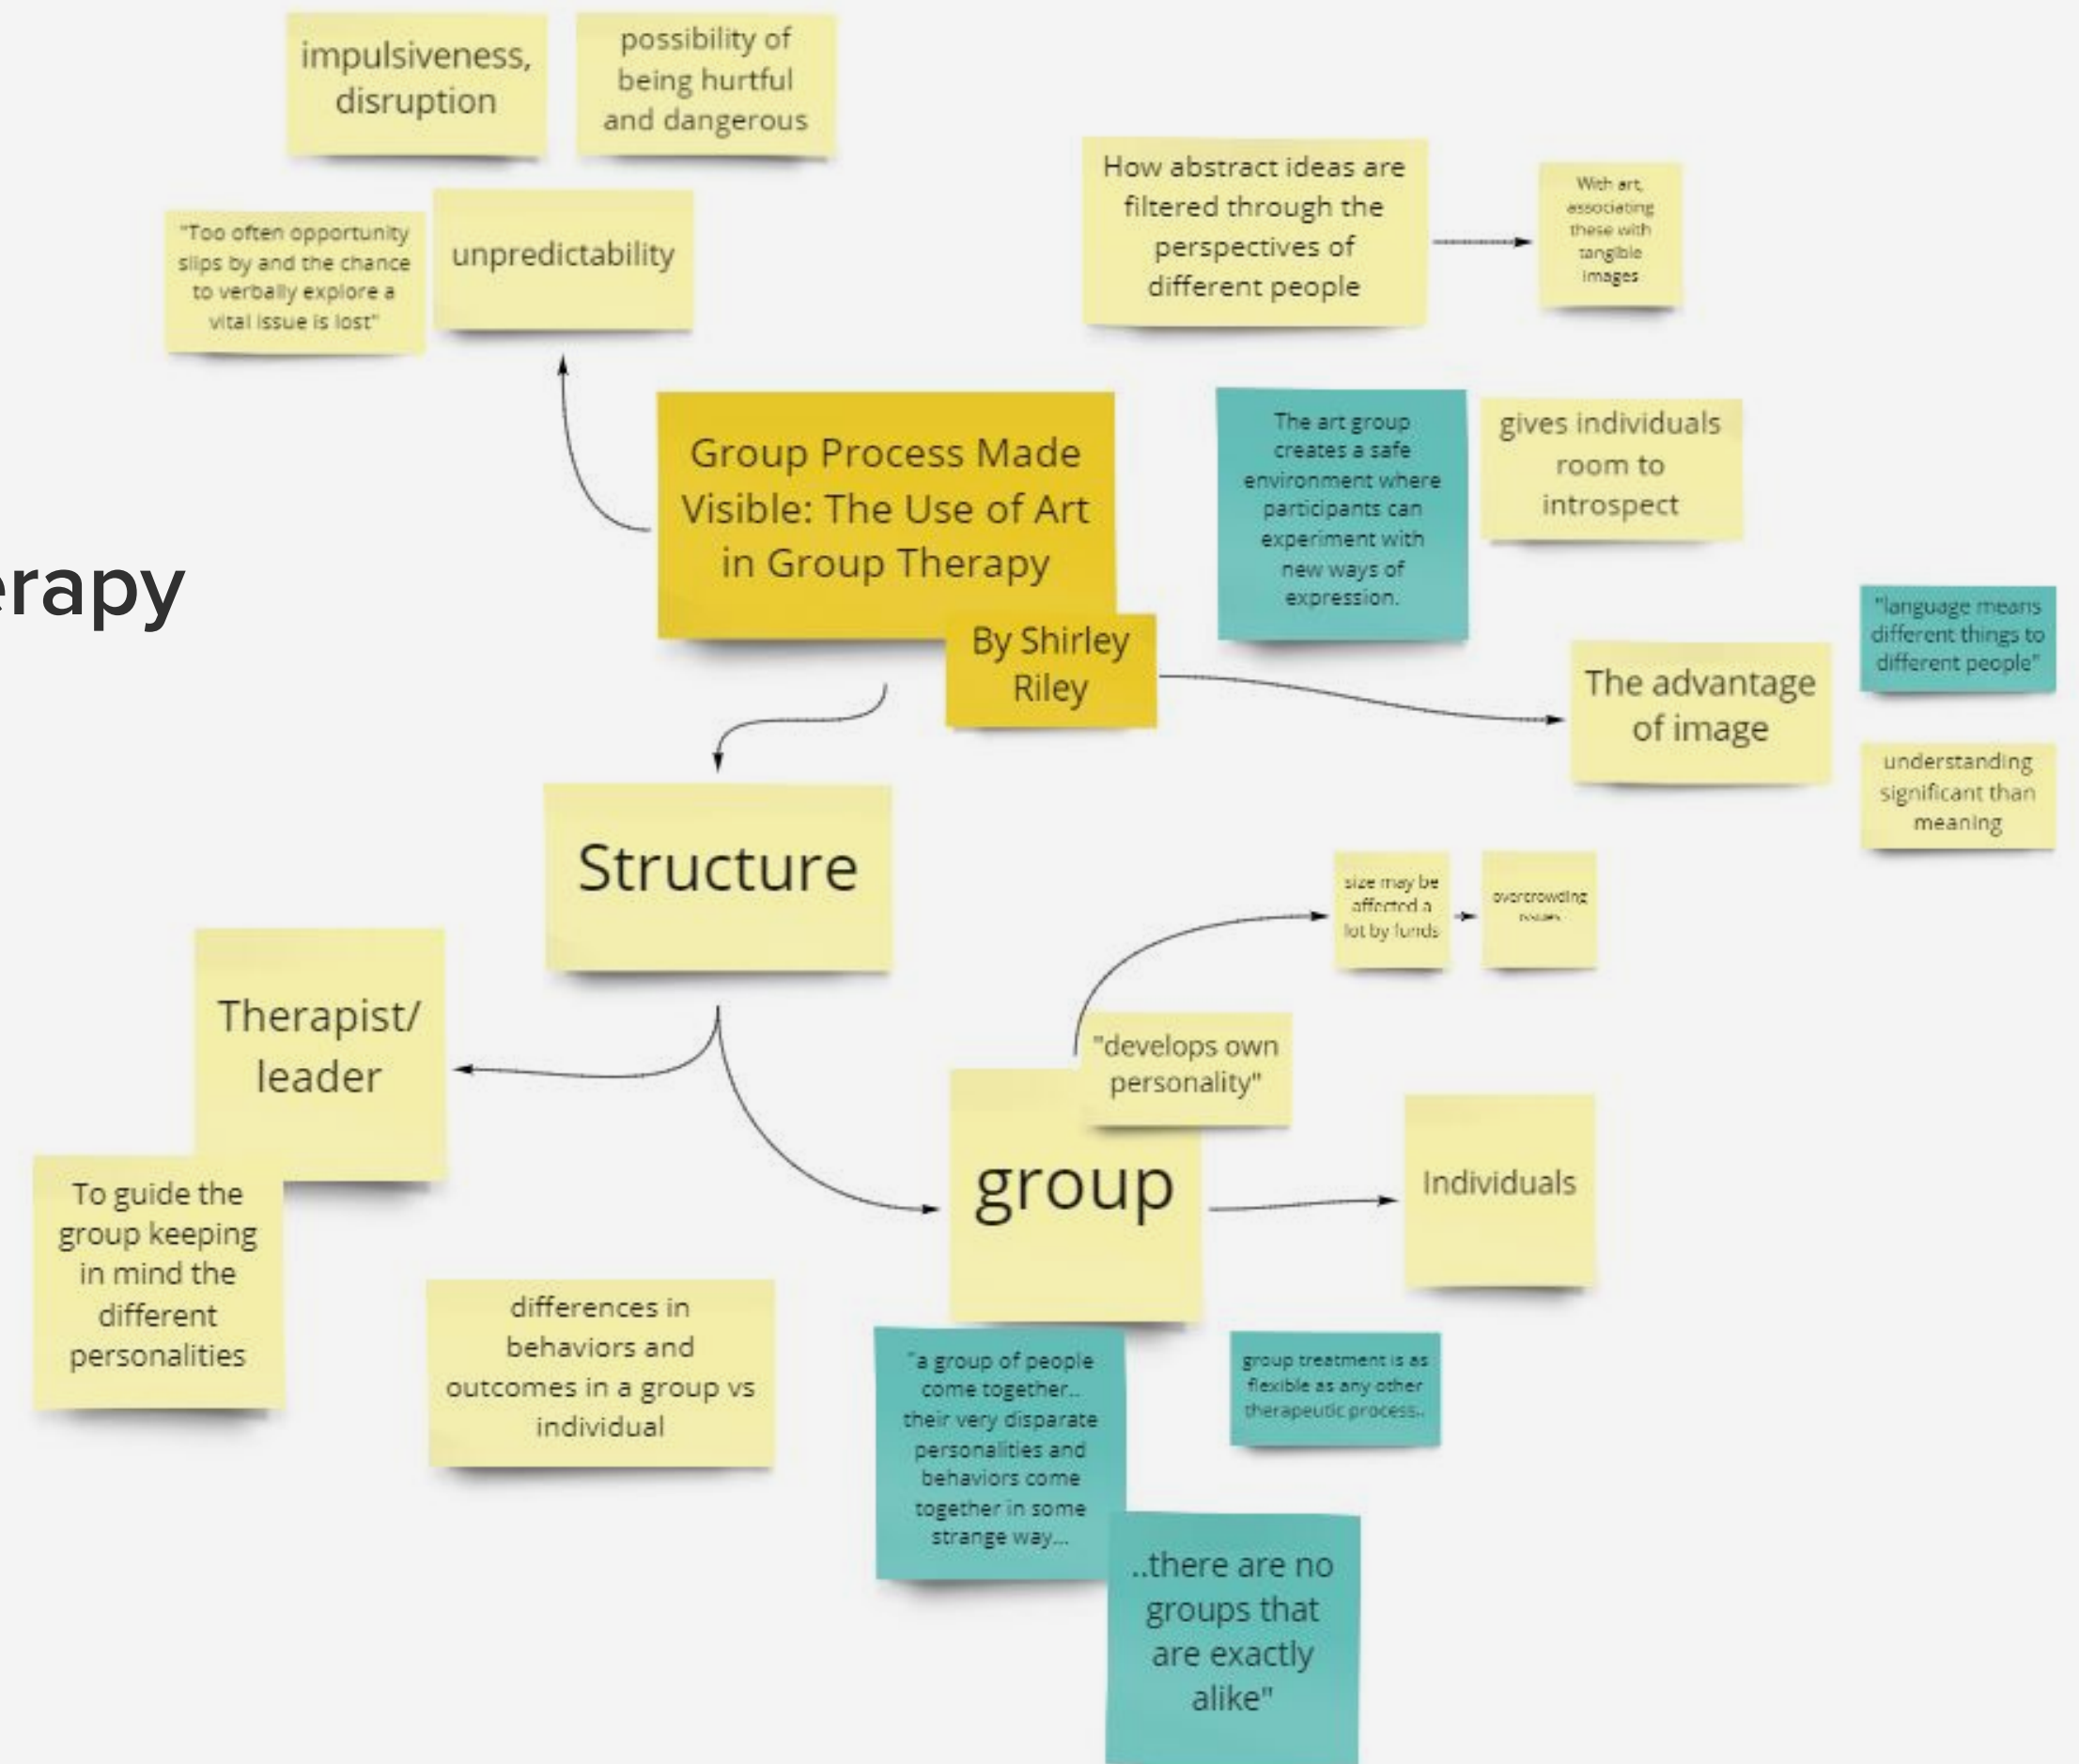 impulsiveness,
disruption
possibility of
being hurtful
and dangerous
"Too often opportunity
slips by and the chance
to verbally explore a
vital issue is lost"
unpredictability
How abstract ideas are
filtered through the
perspectives of
different people
With art,
associating
these with
tangible
images
erapy
Group Process Made
Visible: The Use of Art
in Group Therapy
By Shirley
Riley
The art group
creates a safe
environment where
participants can
experiment with
new ways of
expression.
gives individuals
room to
introspect
"language means
different things to
different people"
The advantage
of image
understanding
significant than
meaning
Structure
size may be
affected a
lot by funds
overcrowding
issues
Therapist/
leader
To guide the
group keeping
in mind the
different
personalities
differences in
behaviors and
outcomes in a group vs
individual
"develops own
personality"
group
Individuals
"a group of people
come together..
their very disparate
personalities and
behaviors come
together in some
strange way...
group treatment is as
flexible as any other
therapeutic process..
..there are no
groups that
are exactly
alike"